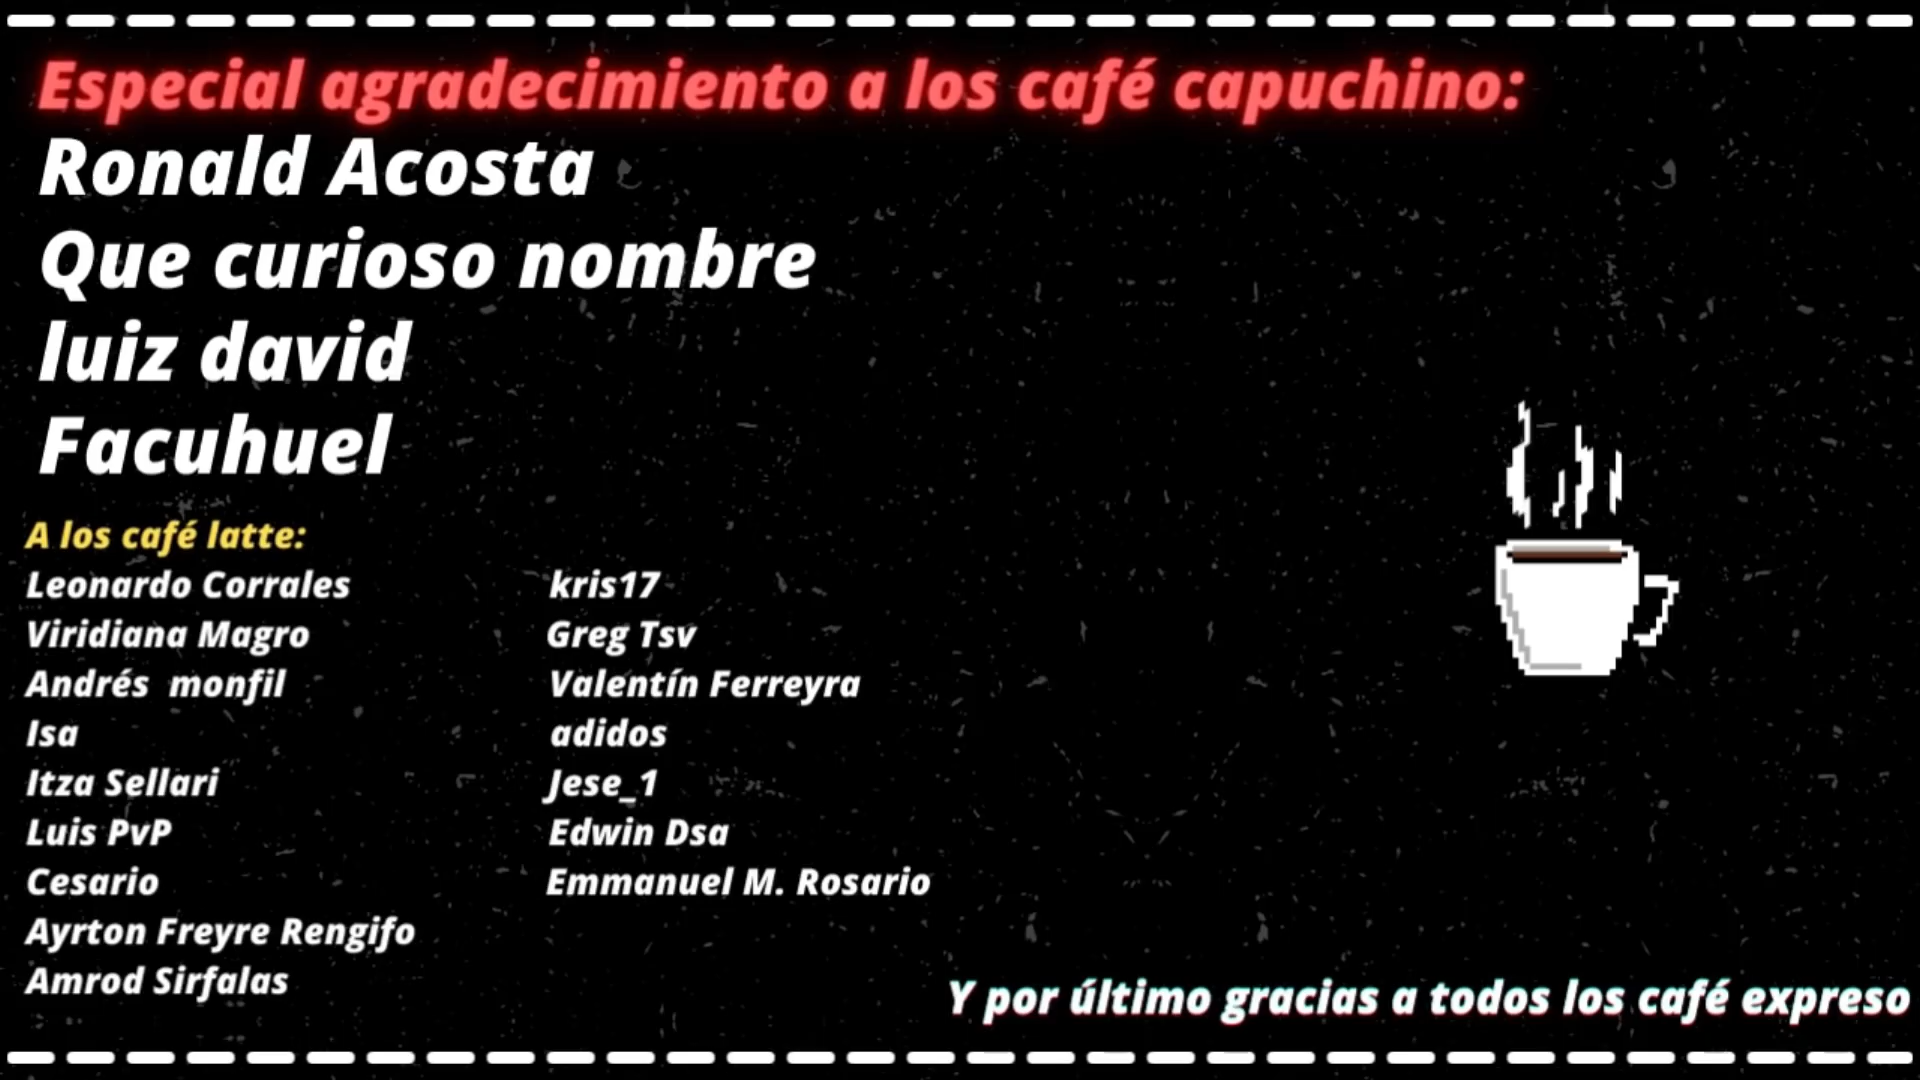 Especial agradecimiento a los café capuchino:
Ronald Acosta
Que curioso nombre
luiz david
Facuhuel
A los café latte:
Leonardo Corrales
Viridiana Magro
Andrés  monfil
Isa
Itza Sellari
Luis PvP
Cesario
Ayrton Freyre Rengifo
Amrod Sirfalas
kris17
Greg Tsv
Valentín Ferreyra
adidos
Jese_1
Edwin Dsa
Emmanuel M. Rosario
Y por último gracias a todos los café expreso